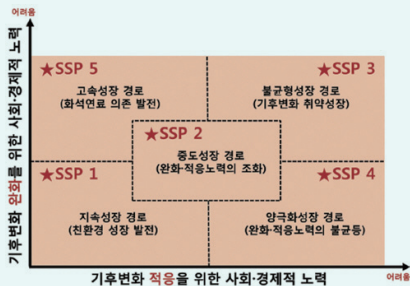 어려움
기후변화 완화를 위한 사회·경제적 노력
★SSP 5
고속성장 경로
(화석연료 의존 발전)
★SSP 3
불균형성장 경로
(기후변화 취약성장)
★SSP 2
중도성장 경로
(완화·적응노력의 조화)
★SSP 1
지속성장 경로
(친환경 성장 발전)
★SSP 4
양극화성장 경로
(완화·적응노력의 불균등)
기후변화 적응을 위한 사회·경제적 노력
어려움